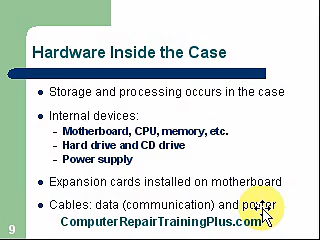 Hardware Inside the Case
● Storage and processing occurs in the case
● Internal devices:
– Motherboard, CPU, memory, etc.
– Hard drive and CD drive
– Power supply
● Expansion cards installed on motherboard
● Cables: data (communication) and power
ComputerRepairTrainingPlus.com
9